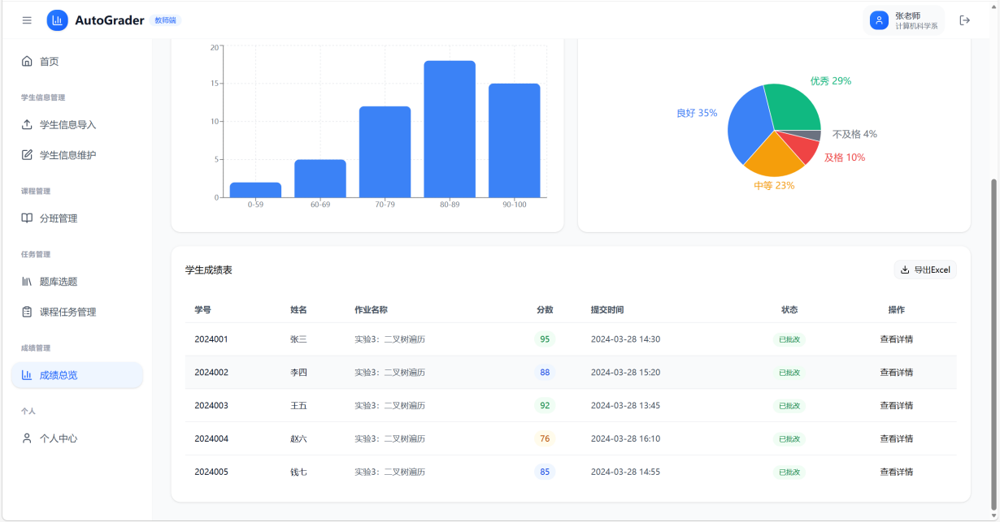 AutoGrader 教师端
张老师
计算机科学系
首页
学生信息管理
学生信息导入
学生信息维护
课程管理
分班管理
任务管理
题库选题
课程任务管理
成绩管理
成绩总览
个人
个人中心
20
15
10
5
0
0-59 60-69 70-79 80-89 90-100
优秀 29%
良好 35%
不及格 4%
及格 10%
中等 23%
学生成绩表 导出Excel
学号 姓名 作业名称 分数 提交时间 状态 操作
2024001 张三 实验3：二叉树遍历 95 2024-03-28 14:30 已批改 查看详情
2024002 李四 实验3：二叉树遍历 88 2024-03-28 15:20 已批改 查看详情
2024003 王五 实验3：二叉树遍历 92 2024-03-28 13:45 已批改 查看详情
2024004 赵六 实验3：二叉树遍历 76 2024-03-28 16:10 已批改 查看详情
2024005 钱七 实验3：二叉树遍历 85 2024-03-28 14:55 已批改 查看详情